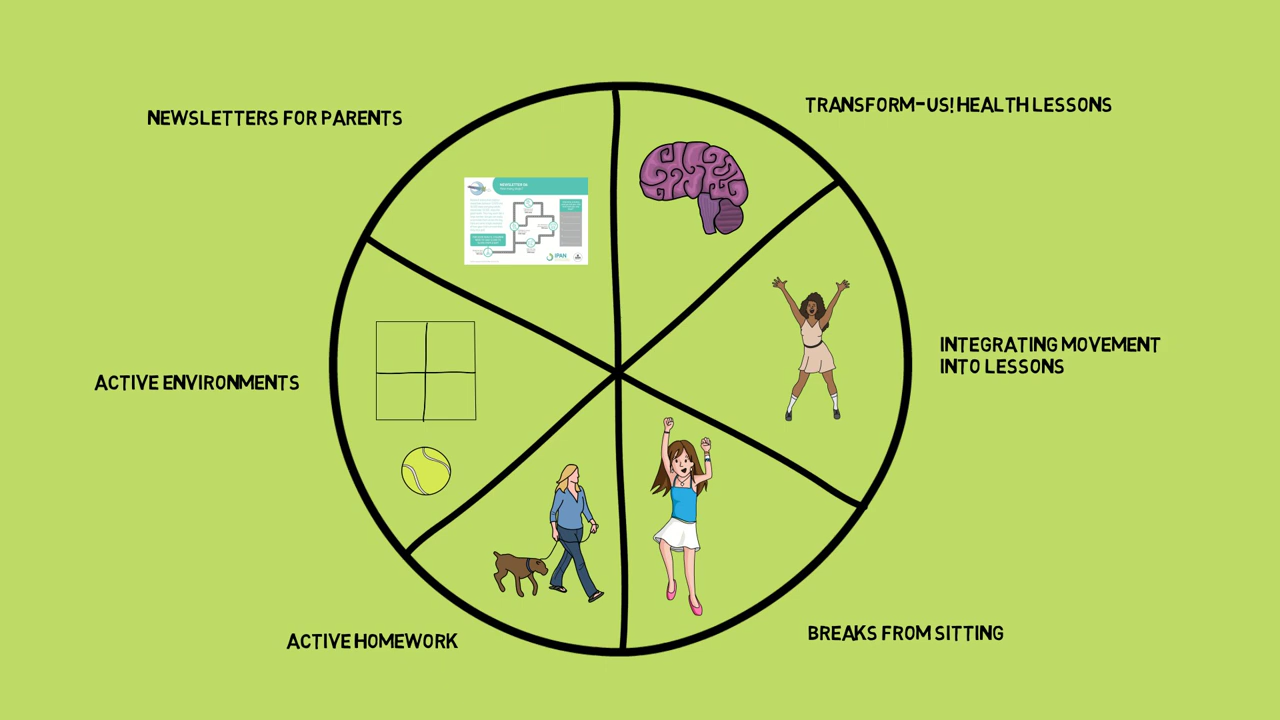 NEWSLETTERS FOR PARENTS
TRANSFORM-US! HEALTH LESSONS
INTEGRATING MOVEMENT
INTO LESSONS
ACTIVE ENVIRONMENTS
ACTIVE HOMEWORK
BREAKS FROM SITTING
IPAN